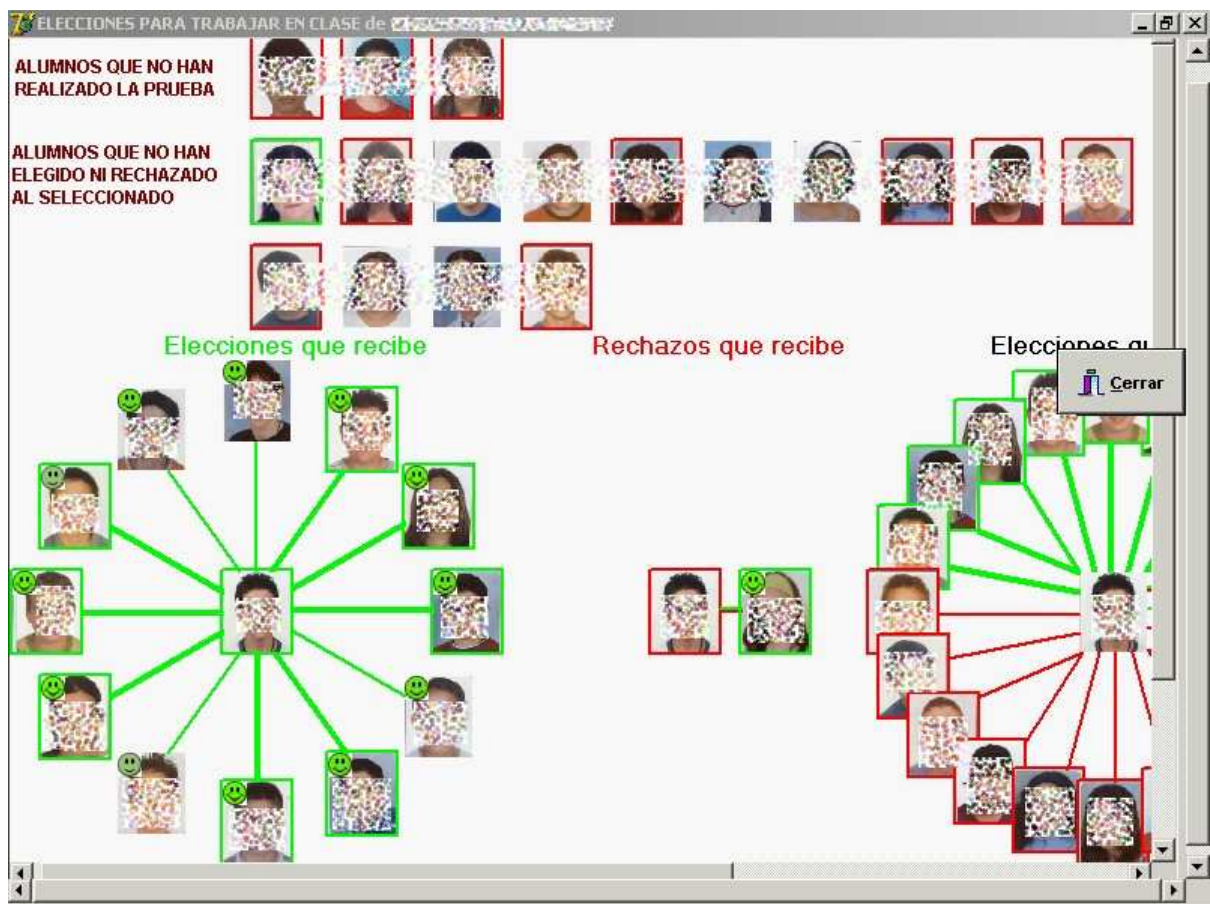 ELECCIONES PARA TRABAJAR EN CLASE de
ALUMNOS QUE NO HAN
REALIZADO LA PRUEBA
ALUMNOS QUE NO HAN
ELEGIDO NI RECHAZADO
AL SELECCIONADO
Elecciones que recibe
Rechazos que recibe
Elecciones
Cerrar